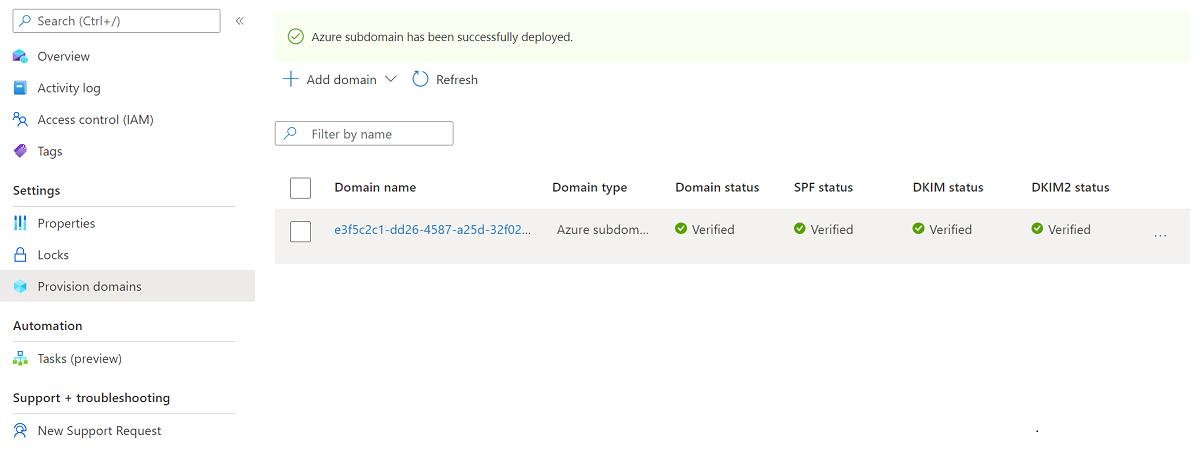 Search (Ctrl+/)
«
Overview
Activity log
Access control (IAM)
Tags
Settings
Properties
Locks
Provision domains
Automation
Tasks (preview)
Support + troubleshooting
New Support Request
Azure subdomain has been successfully deployed.
Add domain Refresh
Filter by name
Domain name Domain type Domain status SPF status DKIM status DKIM2 status
e3f5c2c1-dd26-4587-a25d-32f02... Azure subdom... Verified Verified Verified Verified ...